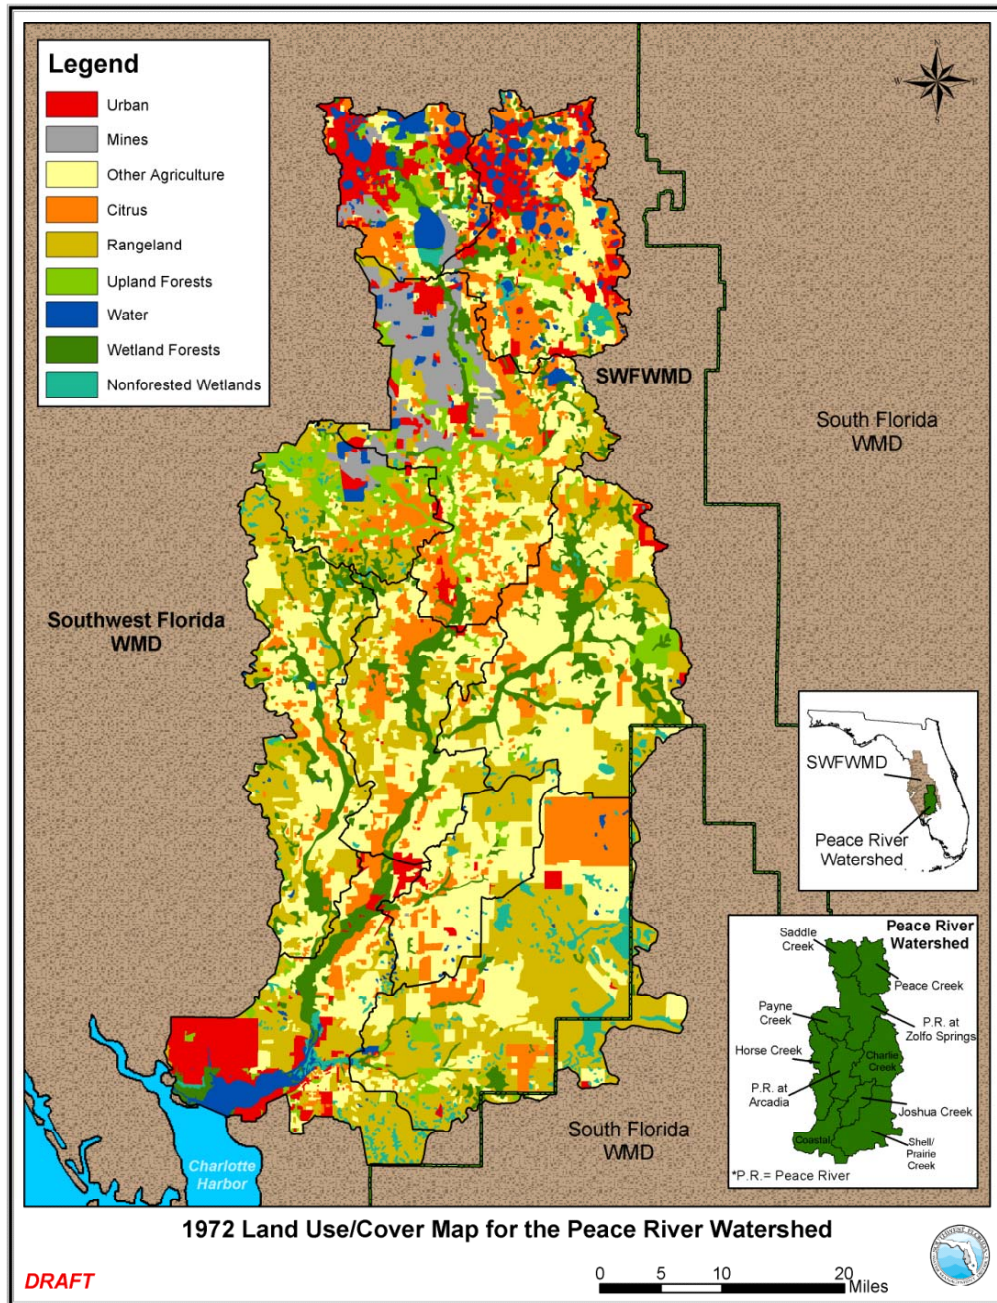 Legend
Urban
Mines
Other Agriculture
Citrus
Rangeland
Upland Forests
Water
Wetland Forests
Nonforested Wetlands
N
SWFWMD
South Florida
WMD
Southwest Florida
WMD
SWFWMD
Peace River
Watershed
Peace River
Watershed
Saddle
Creek
Peace Creek
Payne
Creek
P.R. at
Zolfo Springs
Horse Creek
Charlie
Creek
P.R. at
Arcadia
Joshua Creek
Coastal
Shell/
Prairie
Creek
*P.R.= Peace River
South Florida
WMD
Charlotte
Harbor
1972 Land Use/Cover Map for the Peace River Watershed
DRAFT
0 5 10 20
Miles